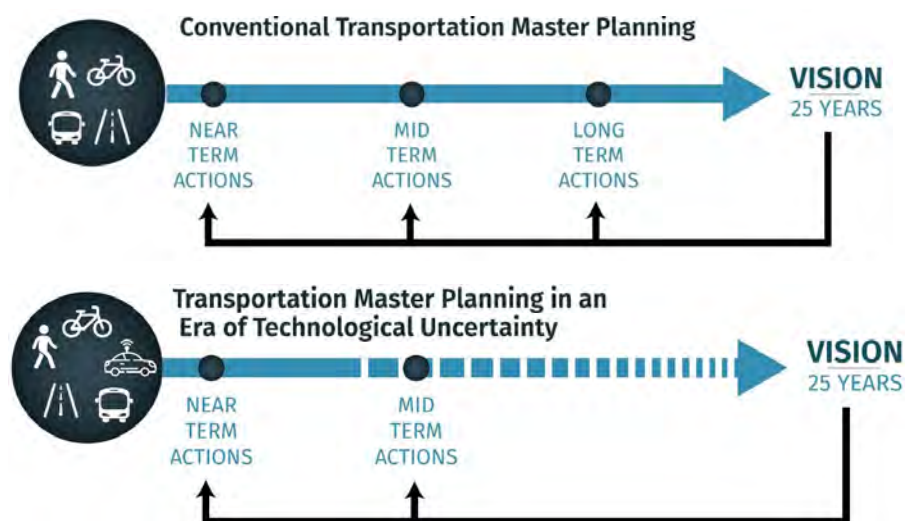 Conventional Transportation Master Planning
VISION
25 YEARS
NEAR
TERM
ACTIONS
MID
TERM
ACTIONS
LONG
TERM
ACTIONS
Transportation Master Planning in an
Era of Technological Uncertainty
VISION
25 YEARS
NEAR
TERM
ACTIONS
MID
TERM
ACTIONS